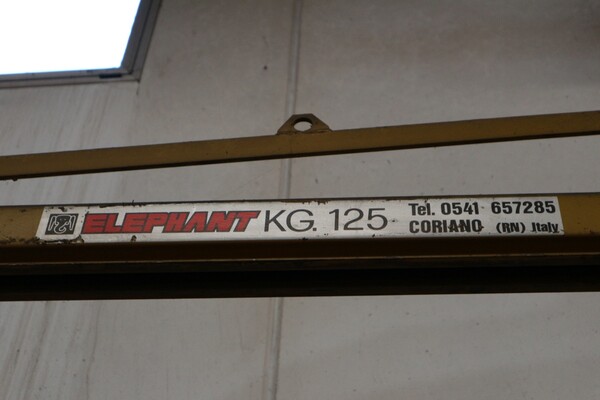 ELEPHANT KG. 125
Tel. 0541 657285
CORIANO (RN) Italy